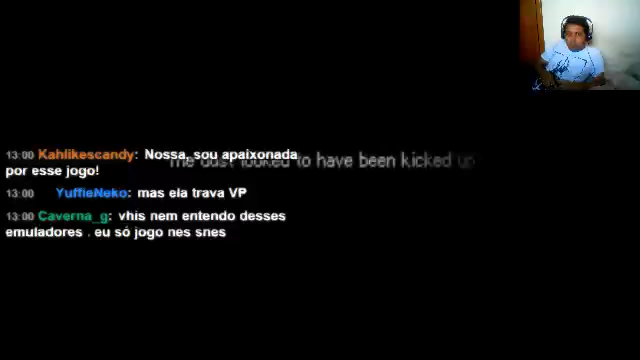 13:00 Kahlikescandy: Nossa, sou apaixonada
por esse jogo!
The dust looked to have been kicked up
13:00 YuffieNeko: mas ela trava VP
13:00 Caverna_g: vhis nem entendo desses
emuladores . eu só jogo nes snes